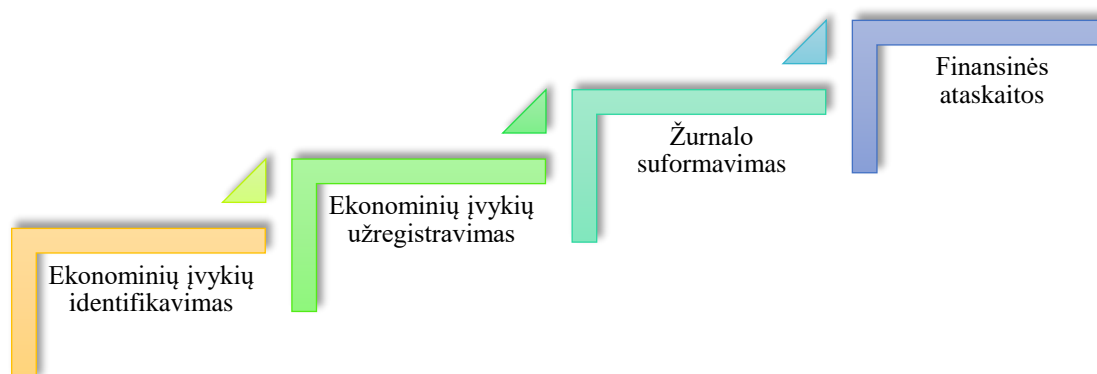 Ekonominių įvykių
identifikavimas
Ekonominių įvykių
užregistravimas
Žurnalo
suformavimas
Finansinės
ataskaitos